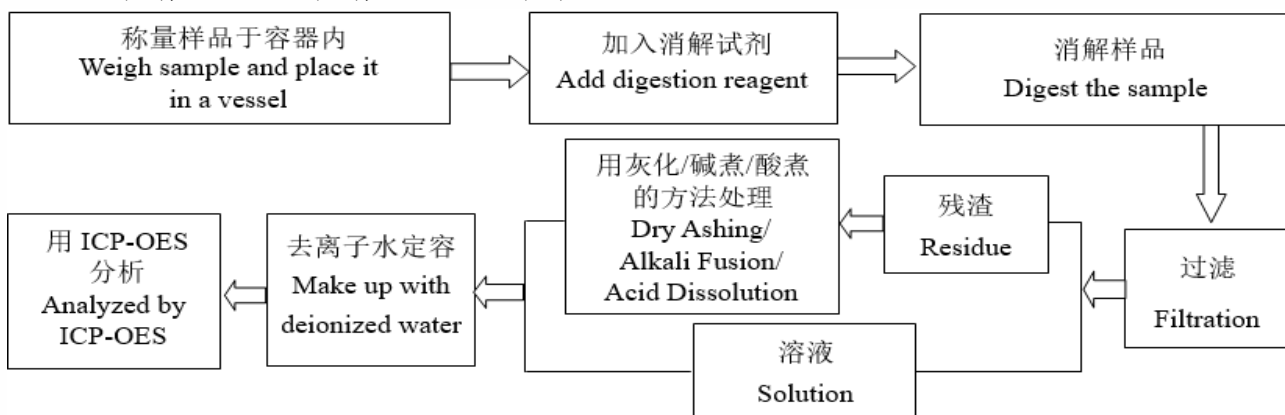 称量样品于容器内
Weigh sample and place it
in a vessel
加入消解试剂
Add digestion reagent
消解样品
Digest the sample
过滤
Filtration
残渣
Residue
用灰化/碱煮/酸煮
的方法处理
Dry Ashing/
Alkali Fusion/
Acid Dissolution
溶液
Solution
去离子水定容
Make up with
deionized water
用 ICP-OES
分析
Analyzed by
ICP-OES